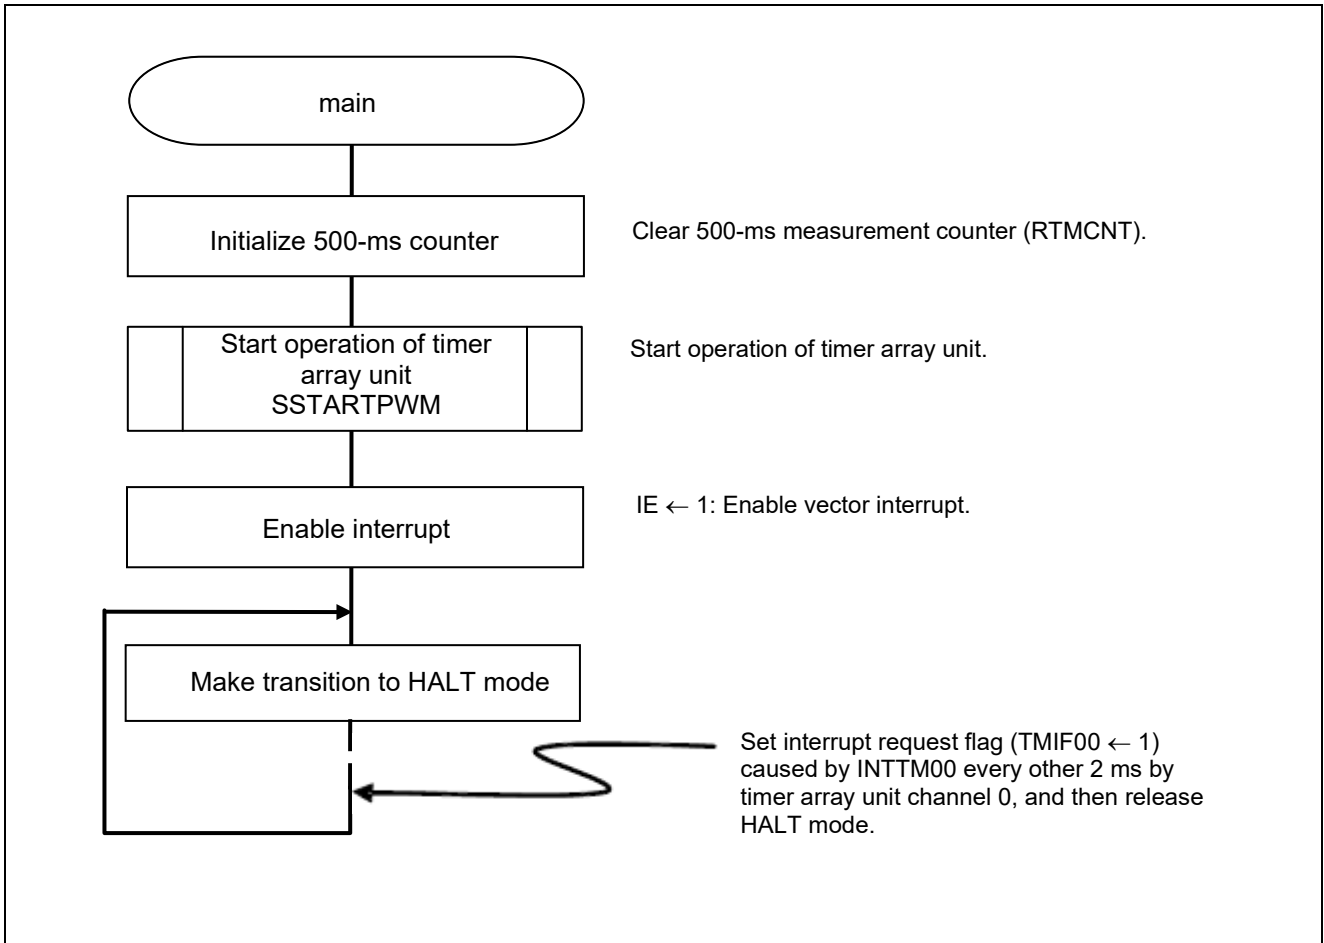 main
Initialize 500-ms counter
Clear 500-ms measurement counter (RTMCNT).
Start operation of timer
array unit
SSTARTPWM
Start operation of timer array unit.
Enable interrupt
IE ← 1: Enable vector interrupt.
Make transition to HALT mode
Set interrupt request flag (TMIF00 ← 1)
caused by INTTM00 every other 2 ms by
timer array unit channel 0, and then release
HALT mode.